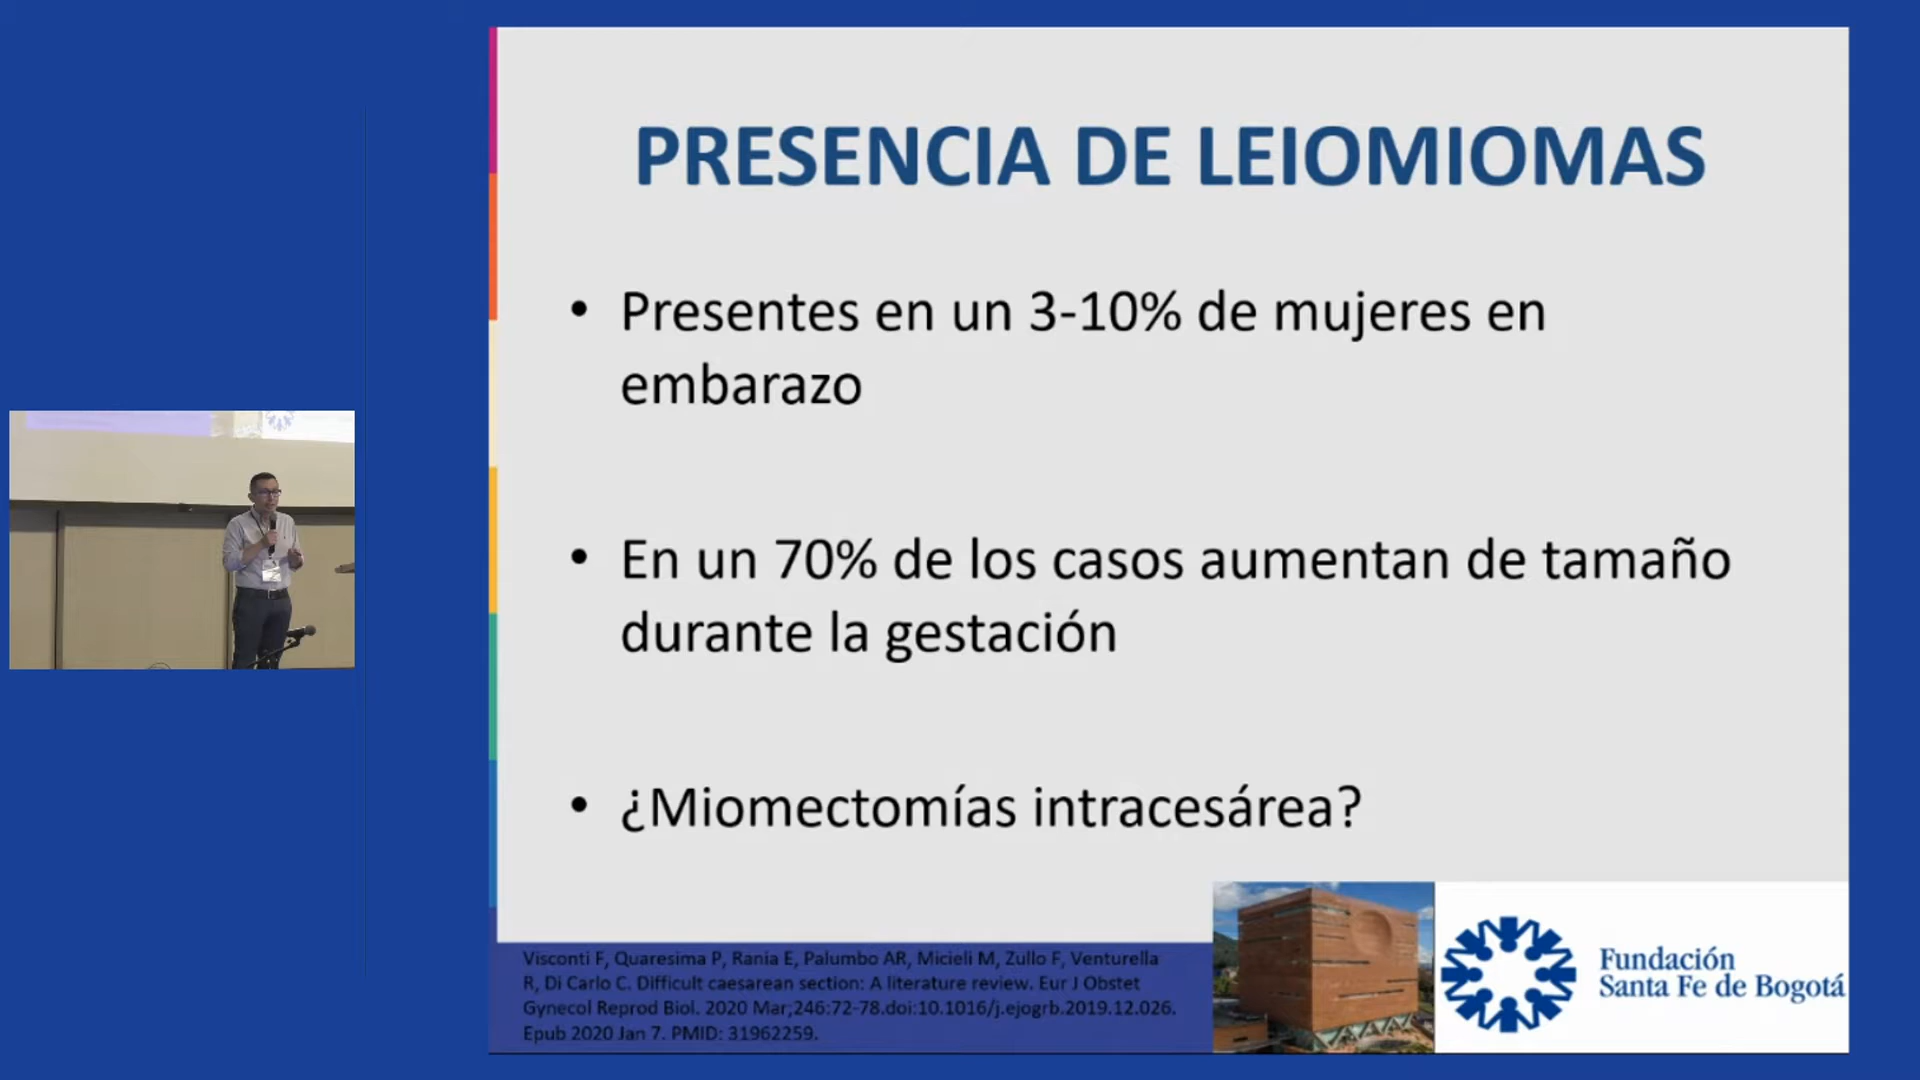 PRESENCIA DE LEIOMIOMAS
• Presentes en un 3-10% de mujeres en
embarazo
• En un 70% de los casos aumentan de tamaño
durante la gestación
• ¿Miomectomías intracesárea?
Visconti F, Quaresima P, Rania E, Palumbo AR, Micieli M, Zullo F, Venturella
R, Di Carlo C. Difficult caesarean section: A literature review. Eur J Obstet
Gynecol Reprod Biol. 2020 Mar;246:72-78.doi:10.1016/j.ejogrb.2019.12.026.
Epub 2020 Jan 7. PMID: 31962259.
Fundación
Santa Fe de Bogotá